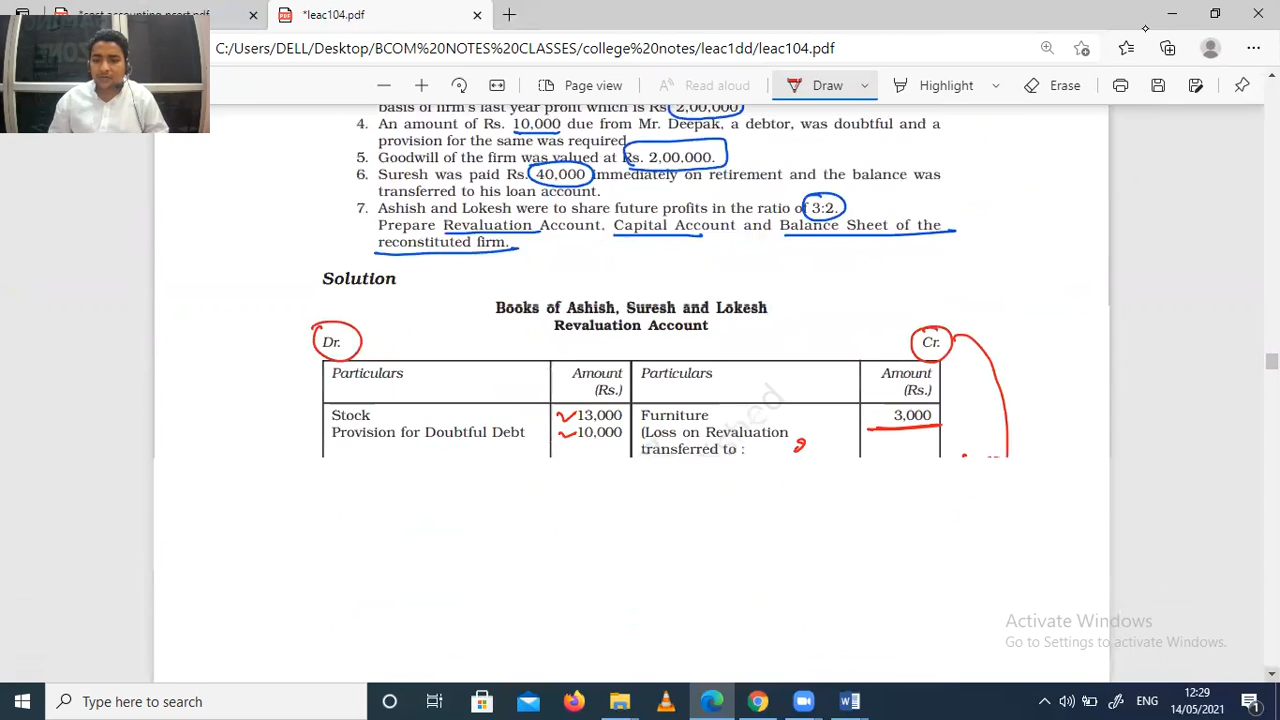 *leac104.pdf
C:/Users/DELL/Desktop/BCOM%20NOTES%20CLASSES/college%20notes/leac1dd/leac104.pdf
Page view
Read aloud
Draw
Highlight
Erase
basis of firm's last year profit which is Rs 2,00,000
4. An amount of Rs. 10,000 due from Mr. Deepak, a debtor, was doubtful and a
provision for the same was required.
5. Goodwill of the firm was valued at Rs. 2,00,000.
6. Suresh was paid Rs. 40,000 immediately on retirement and the balance was
transferred to his loan account.
7. Ashish and Lokesh were to share future profits in the ratio of 3:2.
Prepare Revaluation Account, Capital Account and Balance Sheet of the
reconstituted firm.
Solution
Books of Ashish, Suresh and Lokesh
Revaluation Account
Dr. Cr.
Particulars Amount Particulars Amount
(Rs.) (Rs.)
Stock 13,000 Furniture 3,000
Provision for Doubtful Debt 10,000 (Loss on Revaluation
transferred to :
Activate Windows
Go to Settings to activate Windows.
Type here to search
ENG
12:29
14/05/2021